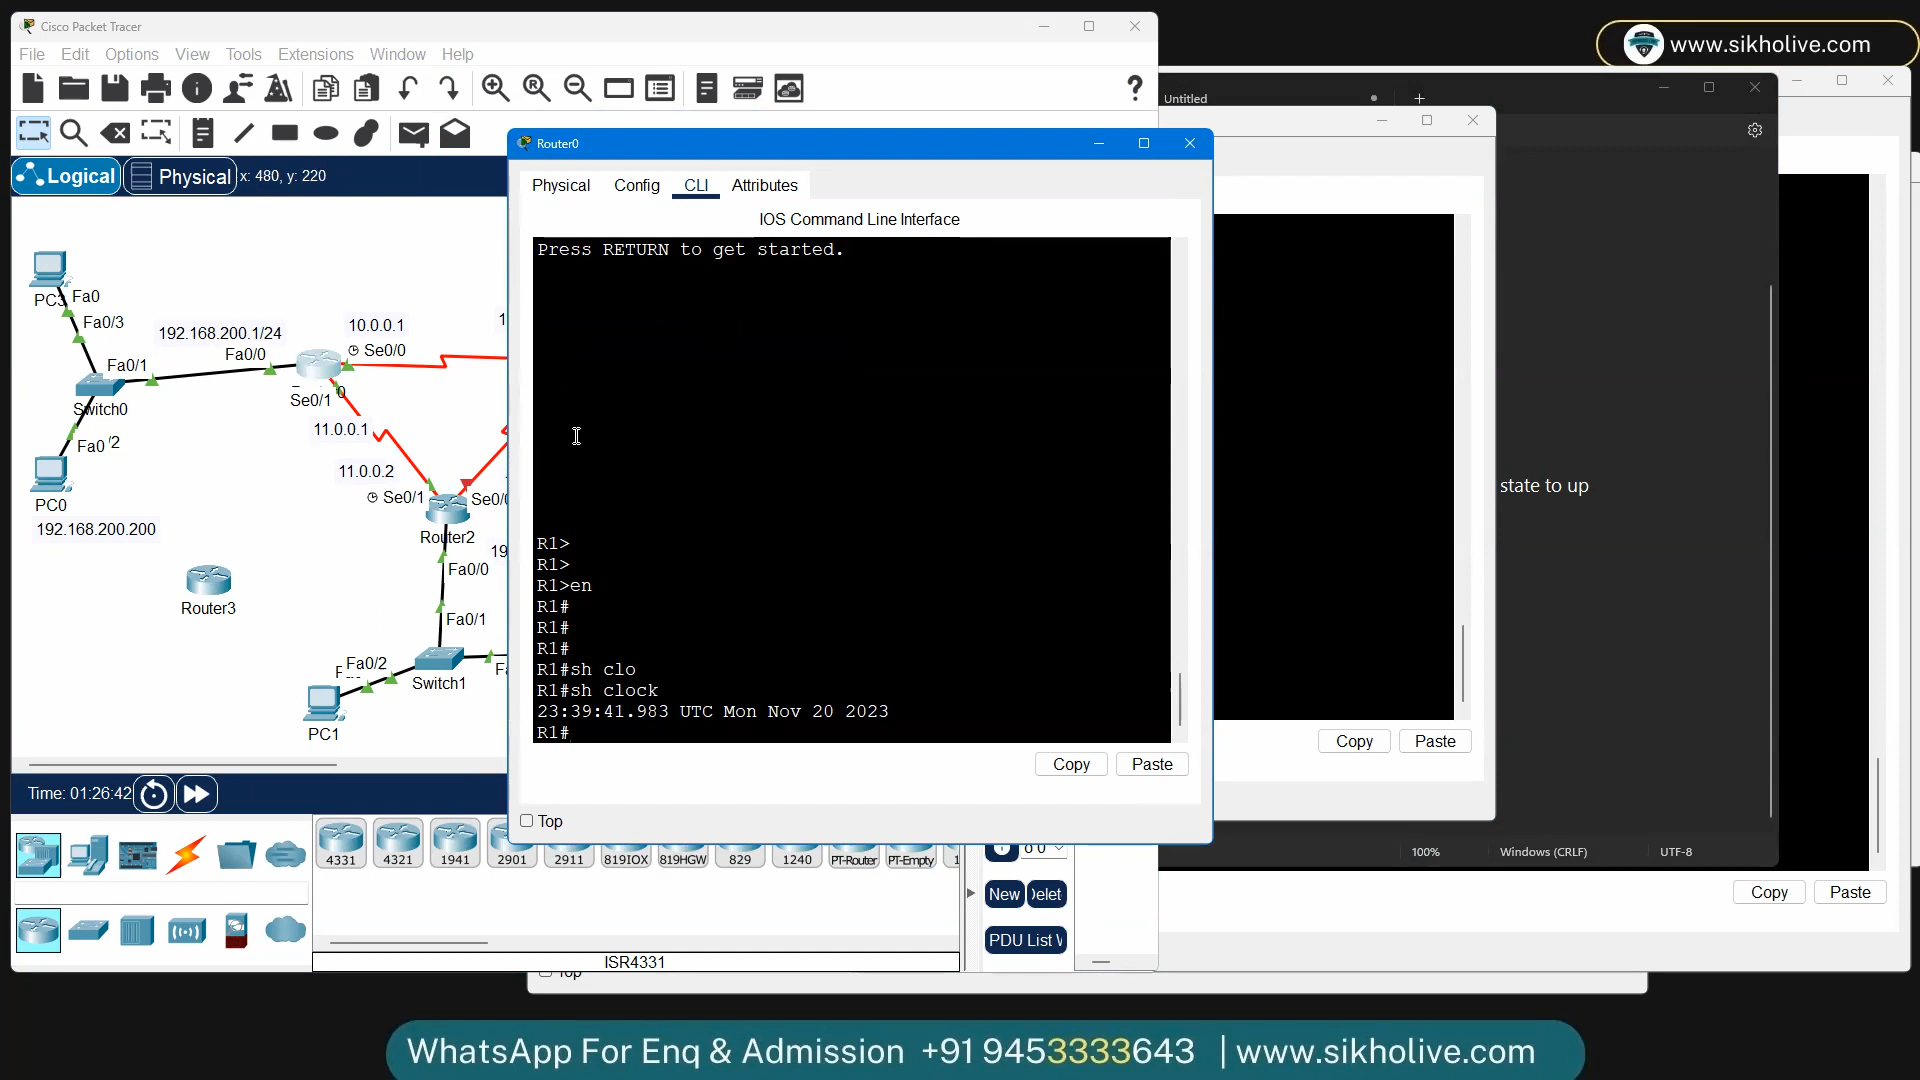 Cisco Packet Tracer
File Edit Options View Tools Extensions Window Help
www.sikholive.com
Untitled
Logical
Physical
x: 480, y: 220
Router0
Physical Config CLI Attributes
IOS Command Line Interface
Press RETURN to get started.
R1>
R1>
R1>en
R1#
R1#
R1#
R1#sh clo
R1#sh clock
23:39:41.983 UTC Mon Nov 20 2023
R1#
Copy Paste
Top
PC3
Fa0
Fa0/3
192.168.200.1/24
Fa0/0
10.0.0.1
Se0/0
Fa0/1
Switch0
Se0/1
0
11.0.0.1
Fa0
/2
PC0
192.168.200.200
11.0.0.2
Se0/1
Se0/
Router2
Fa0/0
Router3
Fa0/1
Fa0/2
Switch1
PC1
Time: 01:26:42
4331 4321 1941 2901 2911 819IOX 819HGW 829 1240 PT-Router PT-Empty
ISR4331
New
Delet
PDU List
state to up
Copy Paste
100% Windows (CRLF) UTF-8
Copy Paste
Top
WhatsApp For Enq & Admission +91 9453333643 | www.sikholive.com